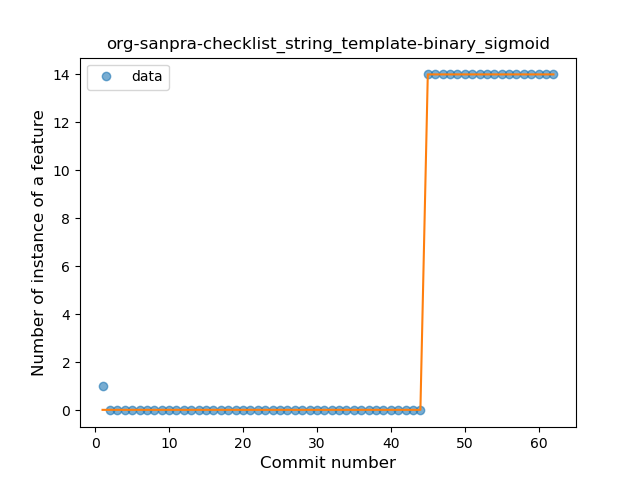 org-sanpra-checklist_string_template-binary_sigmoid
data
Number of instance of a feature
14
12
10
8
6
4
2
0
0 10 20 30 40 50 60
Commit number